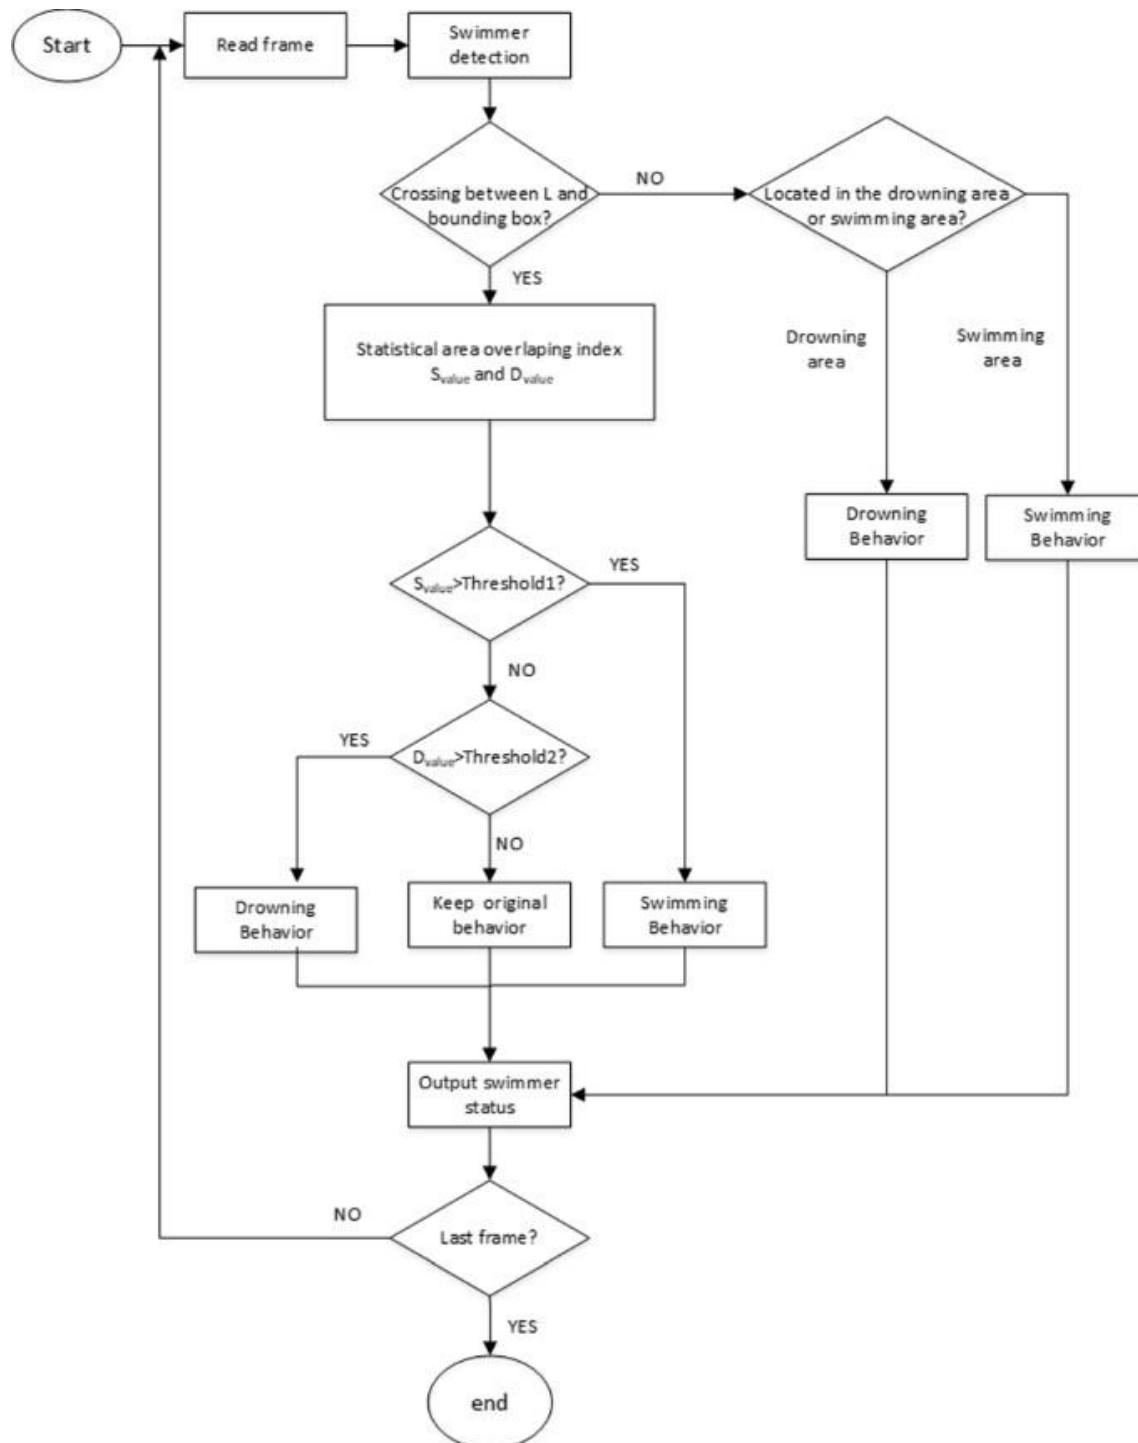 Start
Read frame
Swimmer
detection
Crossing between L and
bounding box?
NO
Located in the drowning area
or swimming area?
YES
Statistical area overlaping index
Svalue and Dvalue
Drowning
area
Swimming
area
Drowning
Behavior
Swimming
Behavior
Svalue>Threshold1?
YES
NO
Dvalue>Threshold2?
YES
NO
Drowning
Behavior
Keep original
behavior
Swimming
Behavior
Output swimmer
status
Last frame?
NO
YES
end